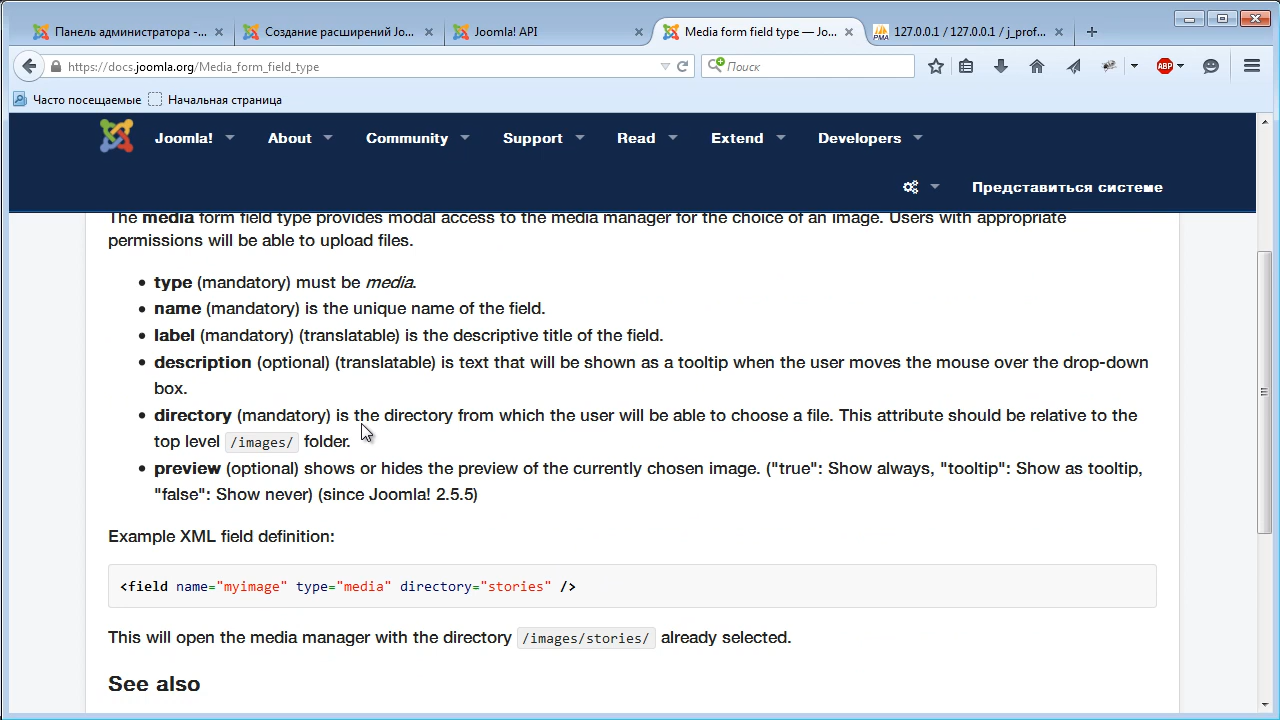 Панель администратора -...
Создание расширений Jo...
Joomla! API
Media form field type — Jo...
127.0.0.1 / 127.0.0.1 / j_prof...
https://docs.joomla.org/Media_form_field_type
Поиск
ABP
Часто посещаемые
Начальная страница
Joomla!
About
Community
Support
Read
Extend
Developers
Представиться системе
The media form field type provides modal access to the media manager for the choice of an image. Users with appropriate
permissions will be able to upload files.
• type (mandatory) must be media.
• name (mandatory) is the unique name of the field.
• label (mandatory) (translatable) is the descriptive title of the field.
• description (optional) (translatable) is text that will be shown as a tooltip when the user moves the mouse over the drop-down
box.
• directory (mandatory) is the directory from which the user will be able to choose a file. This attribute should be relative to the
top level /images/ folder.
• preview (optional) shows or hides the preview of the currently chosen image. ("true": Show always, "tooltip": Show as tooltip,
"false": Show never) (since Joomla! 2.5.5)
Example XML field definition:
<field name="myimage" type="media" directory="stories" />
This will open the media manager with the directory /images/stories/ already selected.
See also